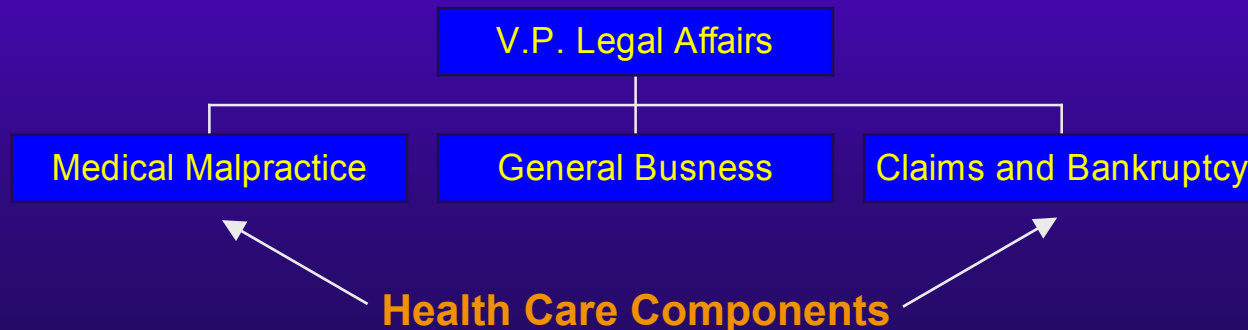 V.P. Legal Affairs
Medical Malpractice
General Busness
Claims and Bankruptcy
Health Care Components